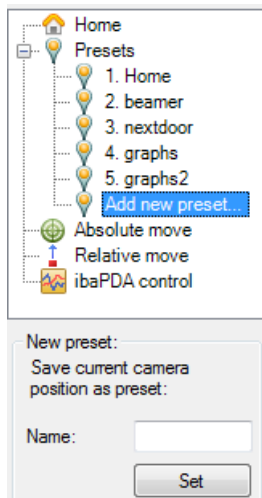 Home
Presets
1. Home
2. beamer
3. nextdoor
4. graphs
5. graphs2
Add new preset...
Absolute move
Relative move
ibaPDA control
New preset:
Save current camera
position as preset:
Name:
Set